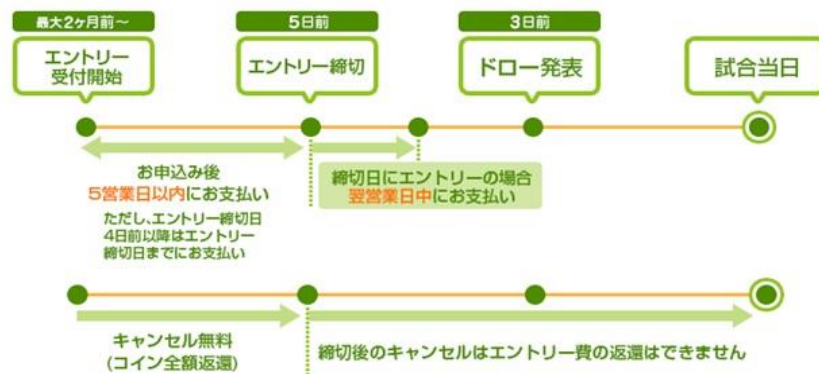 最大2ヶ月前～
5日前
3日前
エントリー
受付開始
エントリー締切
ドロー発表
試合当日
お申込み後
5営業日以内にお支払い
ただし、エントリー締切日
4日前以降はエントリー
締切日までにお支払い
締切日にエントリーの場合
翌営業日中にお支払い
キャンセル無料
(コイン全額返還)
締切後のキャンセルはエントリー費の返還はできません